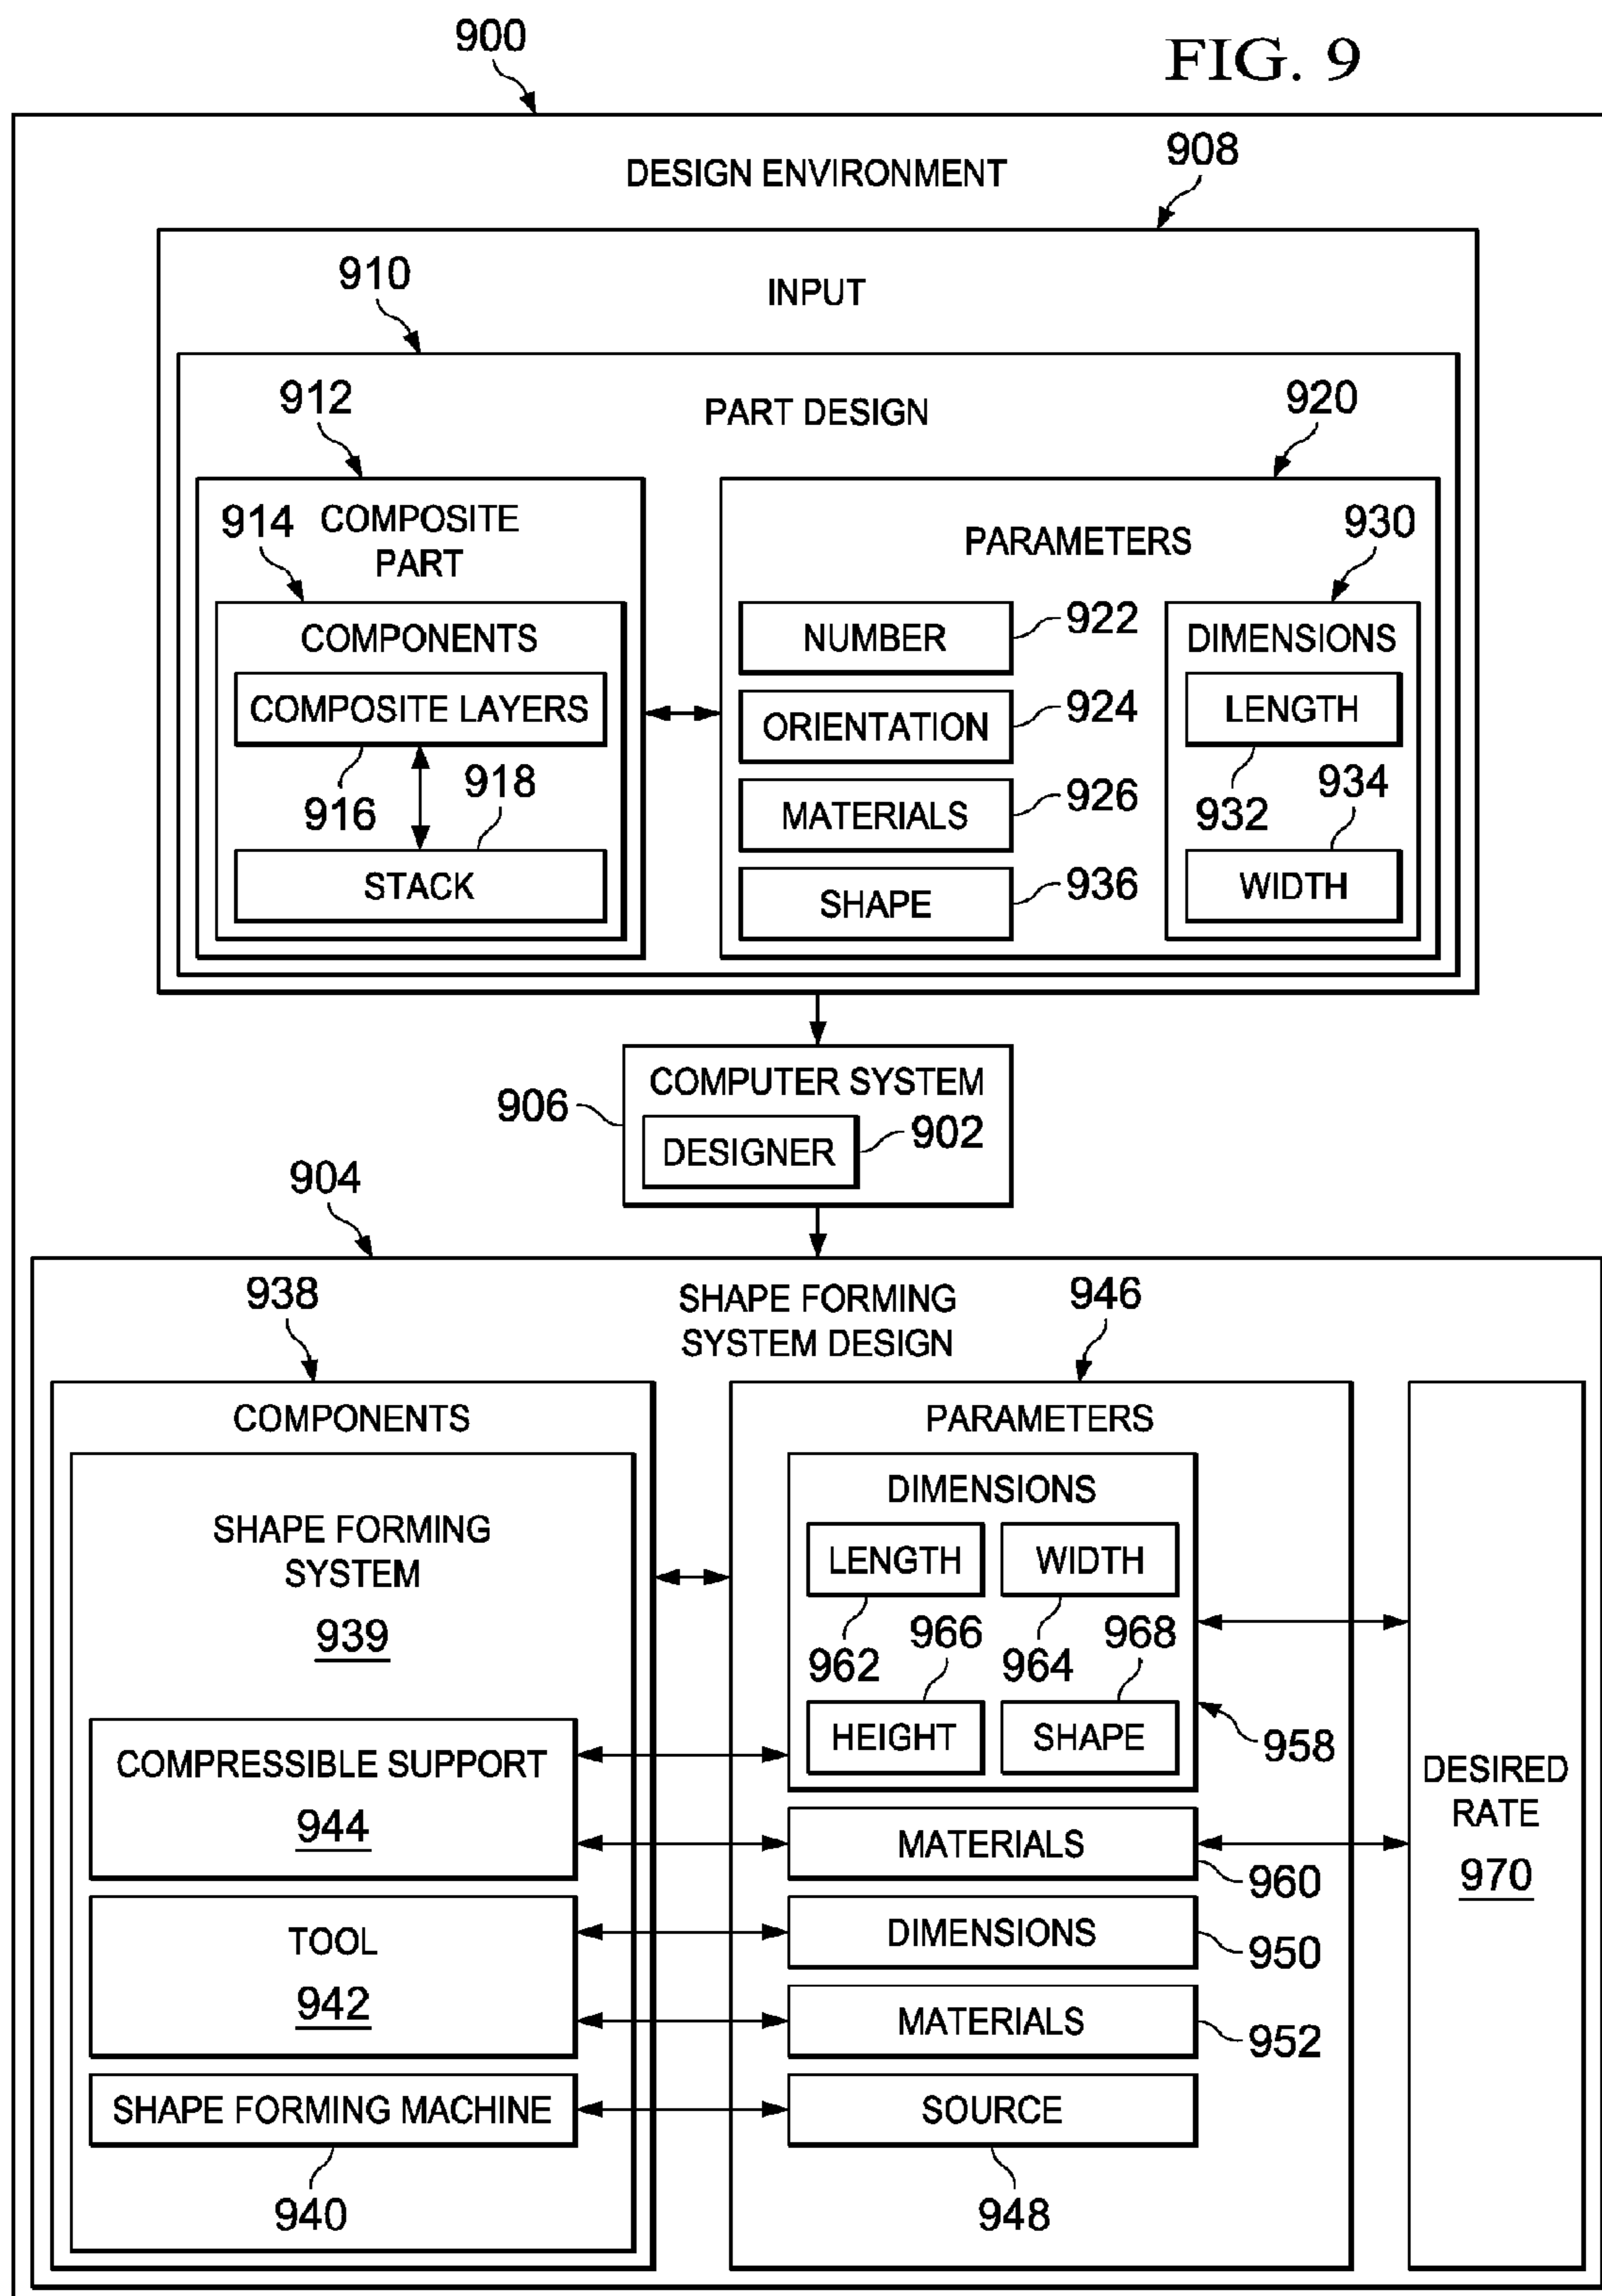 900
FIG. 9
DESIGN ENVIRONMENT
908
INPUT
910
PART DESIGN
912
920
914
COMPOSITE
PART
PARAMETERS
930
COMPONENTS
COMPOSITE LAYERS
916
918
STACK
NUMBER
922
ORIENTATION
924
MATERIALS
926
SHAPE
936
DIMENSIONS
LENGTH
932
934
WIDTH
COMPUTER SYSTEM
906
DESIGNER
902
904
SHAPE FORMING
SYSTEM DESIGN
938
946
COMPONENTS
SHAPE FORMING
SYSTEM
939
COMPRESSIBLE SUPPORT
944
TOOL
942
SHAPE FORMING MACHINE
940
PARAMETERS
DIMENSIONS
LENGTH
WIDTH
962
966
964
968
HEIGHT
SHAPE
958
MATERIALS
960
DIMENSIONS
950
MATERIALS
952
SOURCE
948
DESIRED
RATE
970